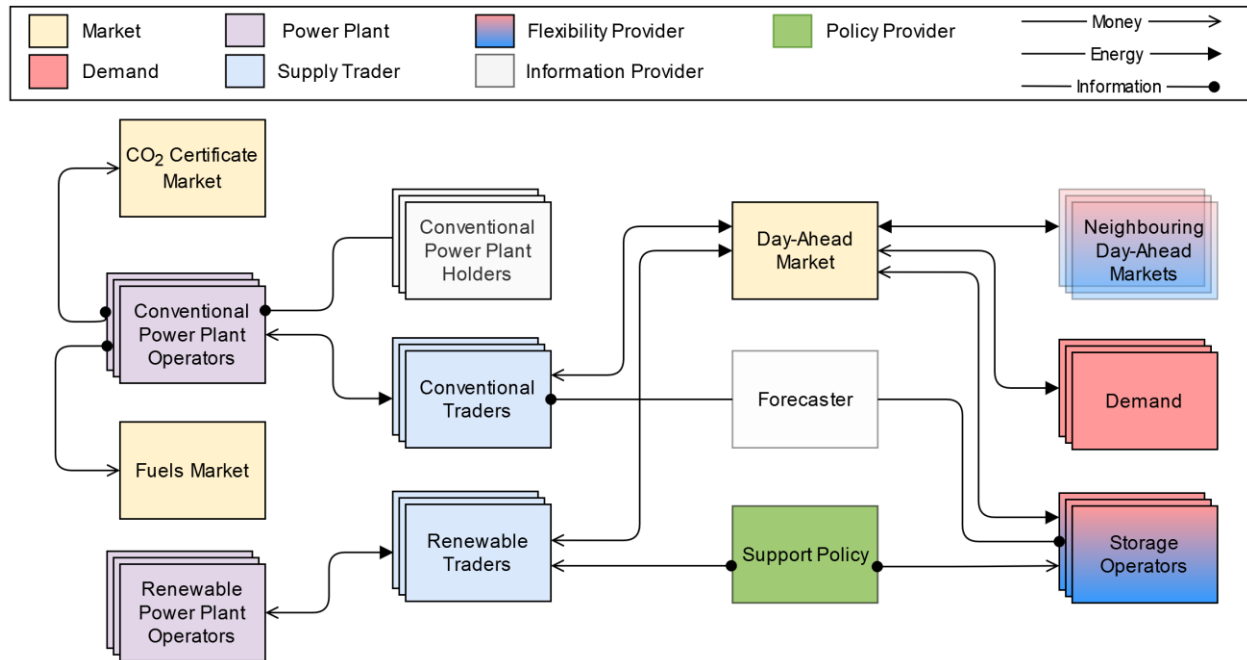 Market
Power Plant
Flexibility Provider
Policy Provider
Money
Demand
Supply Trader
Information Provider
Energy
Information
CO₂ Certificate
Market
Conventional
Power Plant
Holders
Day-Ahead
Market
Neighbouring
Day-Ahead
Markets
Conventional
Power Plant
Operators
Conventional
Traders
Forecaster
Demand
Fuels Market
Renewable
Traders
Support Policy
Storage
Operators
Renewable
Power Plant
Operators